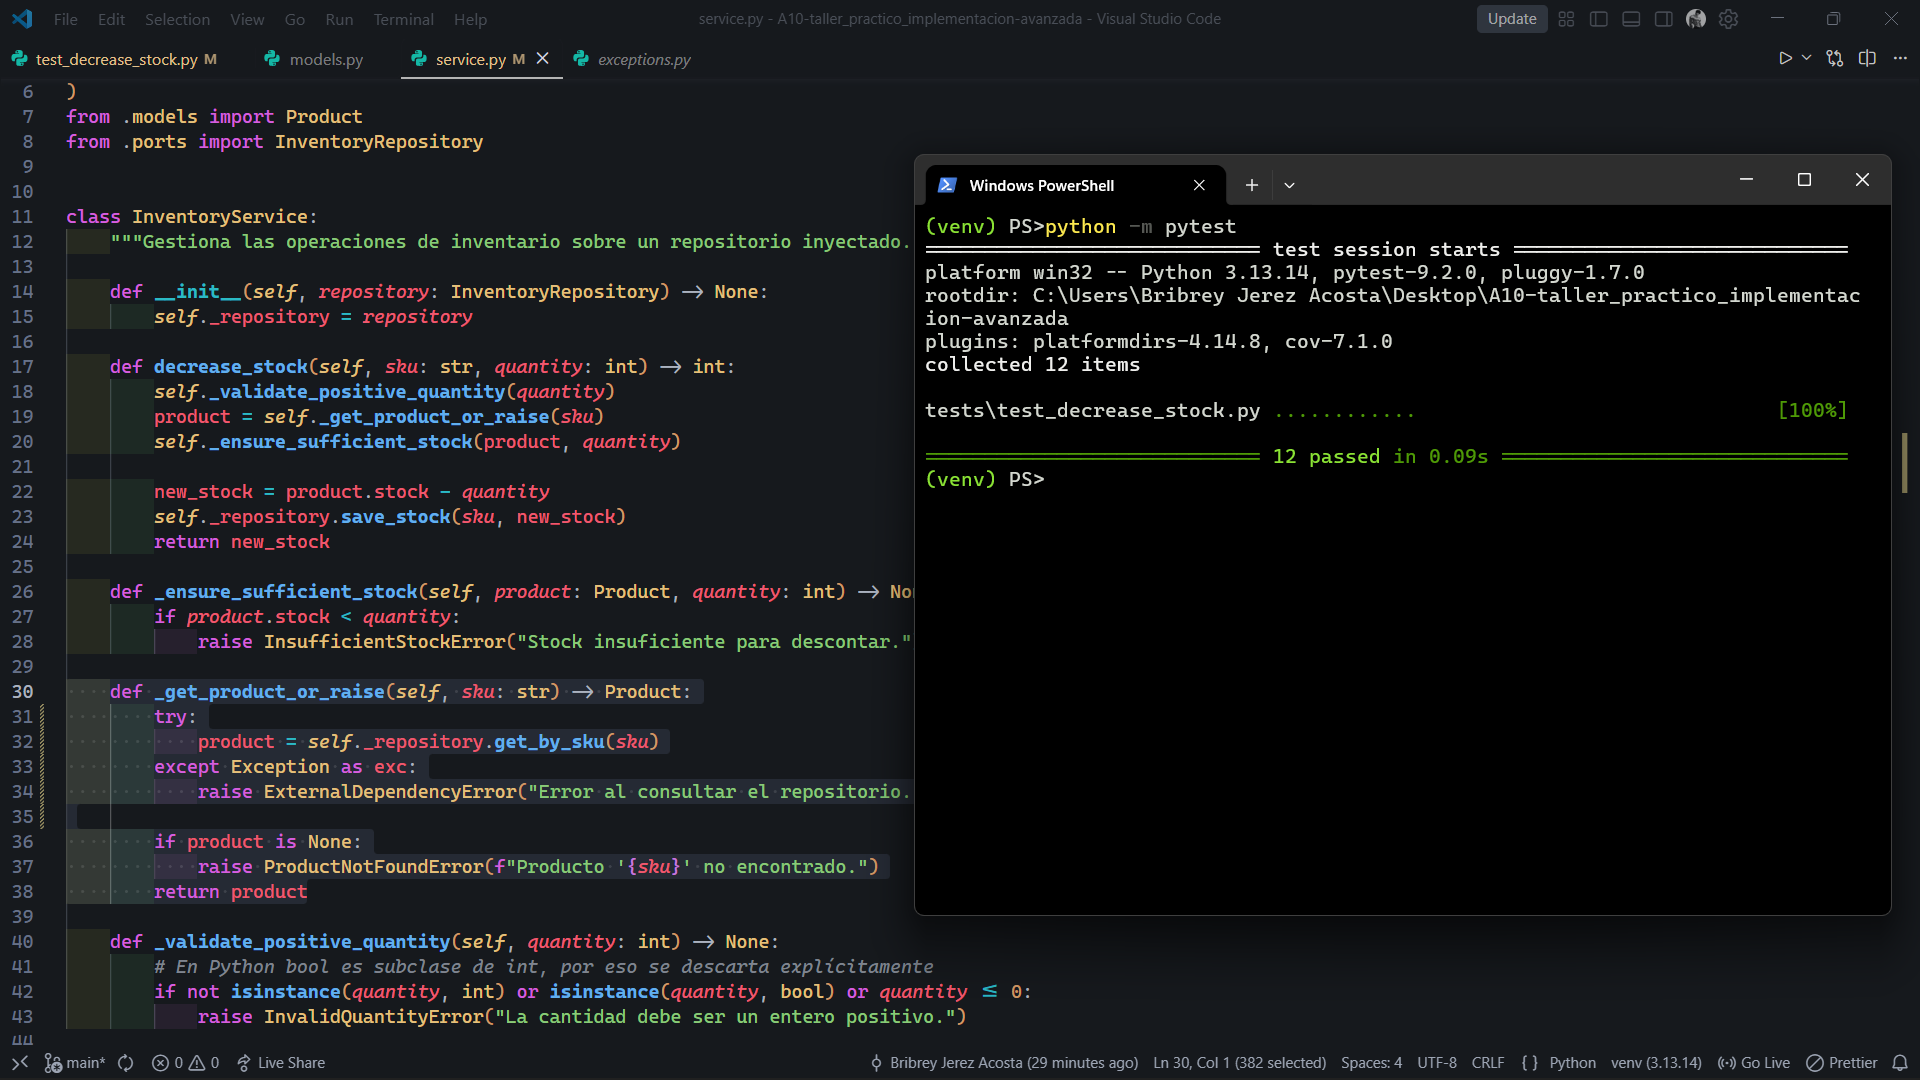 File Edit Selection View Go Run Terminal Help
service.py - A10-taller_practico_implementacion-avanzada - Visual Studio Code
Update
test_decrease_stock.py M
models.py
service.py M
exceptions.py
6 )
7 from .models import Product
8 from .ports import InventoryRepository
9
10
11 class InventoryService:
12 """Gestiona las operaciones de inventario sobre un repositorio inyectado.
13
14 def __init__(self, repository: InventoryRepository) -> None:
15 self._repository = repository
16
17 def decrease_stock(self, sku: str, quantity: int) -> int:
18 self._validate_positive_quantity(quantity)
19 product = self._get_product_or_raise(sku)
20 self._ensure_sufficient_stock(product, quantity)
21
22 new_stock = product.stock - quantity
23 self._repository.save_stock(sku, new_stock)
24 return new_stock
25
26 def _ensure_sufficient_stock(self, product: Product, quantity: int) -> No
27 if product.stock < quantity:
28 raise InsufficientStockError("Stock insuficiente para descontar."
29
30 def _get_product_or_raise(self, sku: str) -> Product:
31 try:
32 product = self._repository.get_by_sku(sku)
33 except Exception as exc:
34 raise ExternalDependencyError("Error al consultar el repositorio.
35
36 if product is None:
37 raise ProductNotFoundError(f"Producto '{sku}' no encontrado.")
38 return product
39
40 def _validate_positive_quantity(self, quantity: int) -> None:
41 # En Python bool es subclase de int, por eso se descarta explícitamente
42 if not isinstance(quantity, int) or isinstance(quantity, bool) or quantity ≤ 0:
43 raise InvalidQuantityError("La cantidad debe ser un entero positivo.")
44
Windows PowerShell
(venv) PS>python -m pytest
============================ test session starts ============================
platform win32 -- Python 3.13.14, pytest-9.2.0, pluggy-1.7.0
rootdir: C:\Users\Bribrey Jerez Acosta\Desktop\A10-taller_practico_implementac
ion-avanzada
plugins: platformdirs-4.14.8, cov-7.1.0
collected 12 items
tests\test_decrease_stock.py ............ [100%]
============================ 12 passed in 0.09s =============================
(venv) PS>
main* 0 0 Live Share
Bribrey Jerez Acosta (29 minutes ago) Ln 30, Col 1 (382 selected) Spaces: 4 UTF-8 CRLF { } Python venv (3.13.14) Go Live Prettier